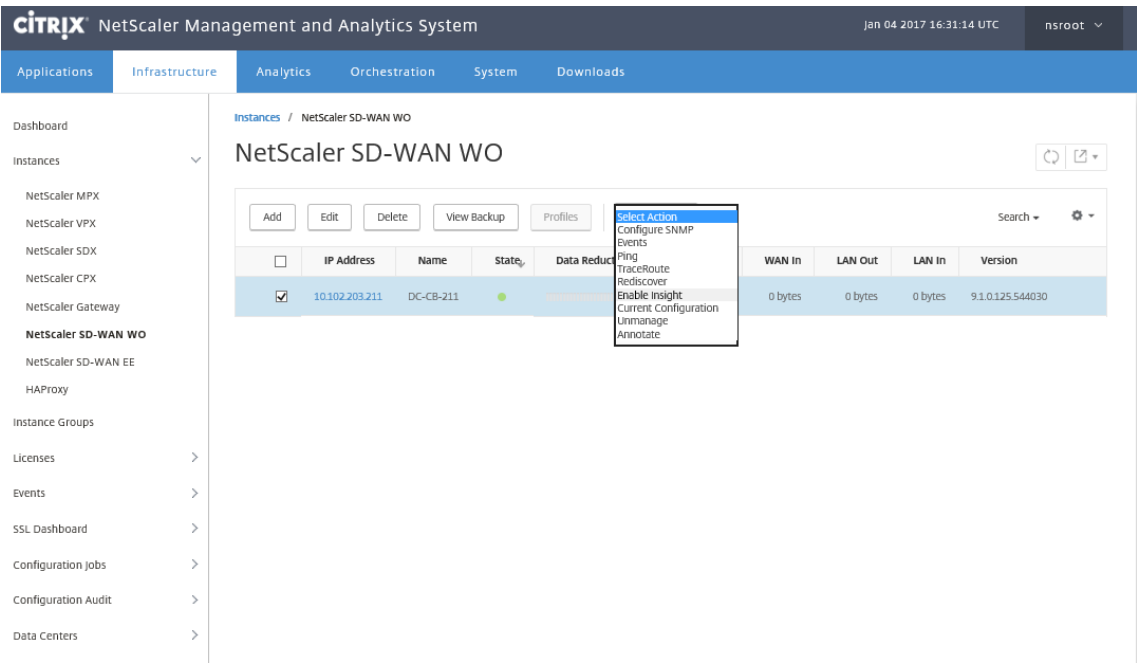 CİTRIX NetScaler Management and Analytics System Jan 04 2017 16:31:14 UTC nsroot
Applications Infrastructure Analytics Orchestration System Downloads
Dashboard
Instances
NetScaler MPX
NetScaler VPX
NetScaler SDX
NetScaler CPX
NetScaler Gateway
NetScaler SD-WAN WO
NetScaler SD-WAN EE
HAProxy
Instance Groups
Licenses
Events
SSL Dashboard
Configuration Jobs
Configuration Audit
Data Centers
Instances / NetScaler SD-WAN WO
NetScaler SD-WAN WO
Add Edit Delete View Backup Profiles Search
Select Action
Configure SNMP
Events
Ping
TraceRoute
Rediscover
Enable Insight
Current Configuration
Unmanage
Annotate
IP Address Name State Data Reduct WAN In LAN Out LAN In Version
10.102.203.211 DC-CB-211 0 bytes 0 bytes 0 bytes 9.1.0.125.544030